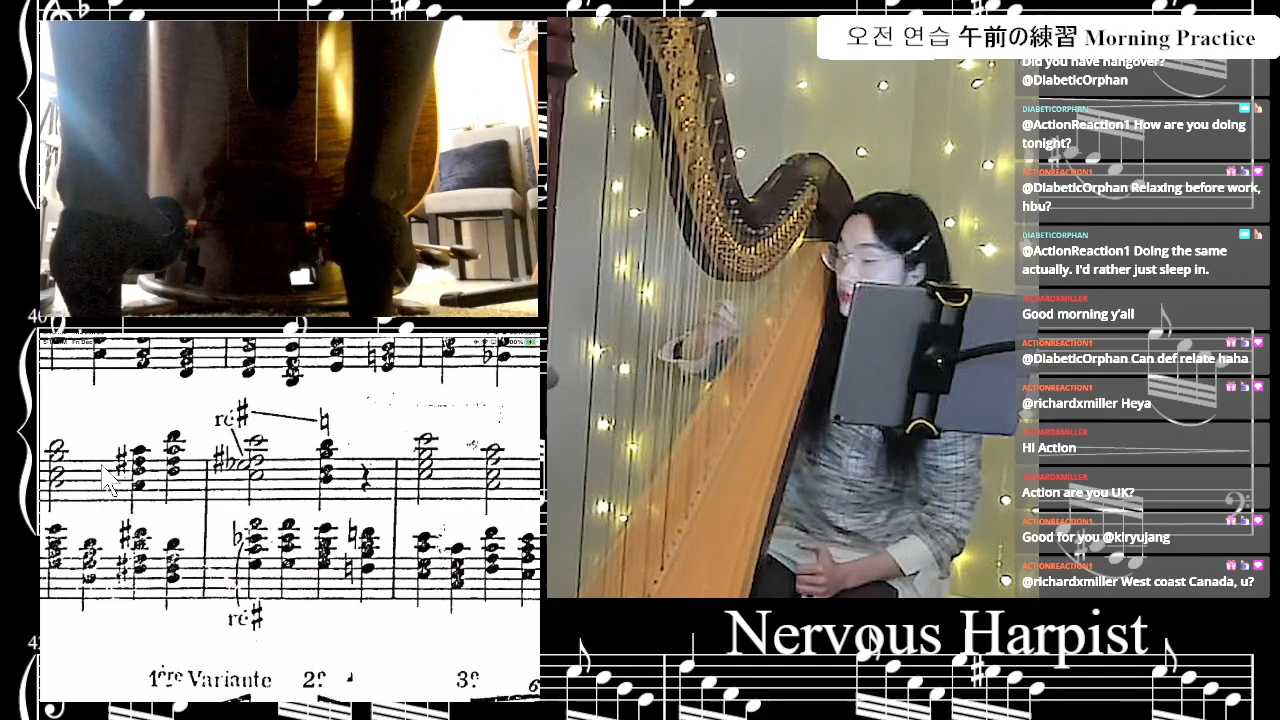 오전 연습 午前の練習 Morning Practice
Did you have hangover?
@DiabeticOrphan
DIABETICORPHAN
@ActionReaction1 How are you doing
tonight?
ACTIONREACTION1
@DiabeticOrphan Relaxing before work,
hbu?
DIABETICORPHAN
@ActionReaction1 Doing the same
actually. I'd rather just sleep in.
RICHARDXMILLER
Good morning y'all
ACTIONREACTION1
@DiabeticOrphan Can def relate haha
ACTIONREACTION1
@richardxmiller Heya
RICHARDXMILLER
Hi Action
RICHARDXMILLER
Action are you UK?
ACTIONREACTION1
Good for you @kiryujang
ACTIONREACTION1
@richardxmiller West coast Canada, u?
ré
ré
1ère Variante 2e 3e
Nervous Harpist